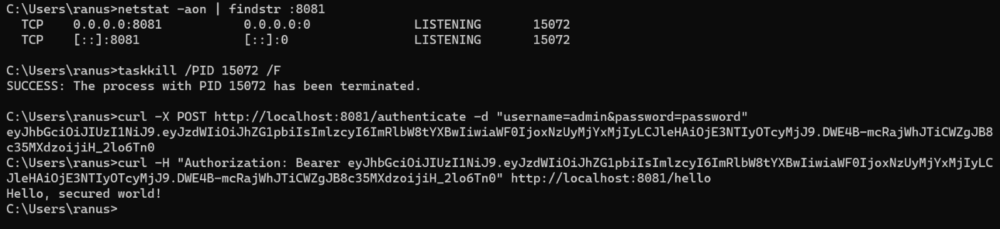 C:\Users\ranus>netstat -aon | findstr :8081
  TCP    0.0.0.0:8081           0.0.0.0:0              LISTENING       15072
  TCP    [::]:8081              [::]:0                 LISTENING       15072

C:\Users\ranus>taskkill /PID 15072 /F
SUCCESS: The process with PID 15072 has been terminated.

C:\Users\ranus>curl -X POST http://localhost:8081/authenticate -d "username=admin&password=password"
eyJhbGciOiJIUzI1NiJ9.eyJzdWIiOiJhZG1pbiIsImlzcyI6ImRlbW8tYXBwIiwiaWF0IjoxNzUyMjYxMjIyLCJleHAiOjE3NTIyOTcyMjJ9.DWE4B-mcRajWhJTiCWZgJB8
c35MXdzoijiH_2lo6Tn0
C:\Users\ranus>curl -H "Authorization: Bearer eyJhbGciOiJIUzI1NiJ9.eyJzdWIiOiJhZG1pbiIsImlzcyI6ImRlbW8tYXBwIiwiaWF0IjoxNzUyMjYxMjIyLC
JleHAiOjE3NTIyOTcyMjJ9.DWE4B-mcRajWhJTiCWZgJB8c35MXdzoijiH_2lo6Tn0" http://localhost:8081/hello
Hello, secured world!
C:\Users\ranus>